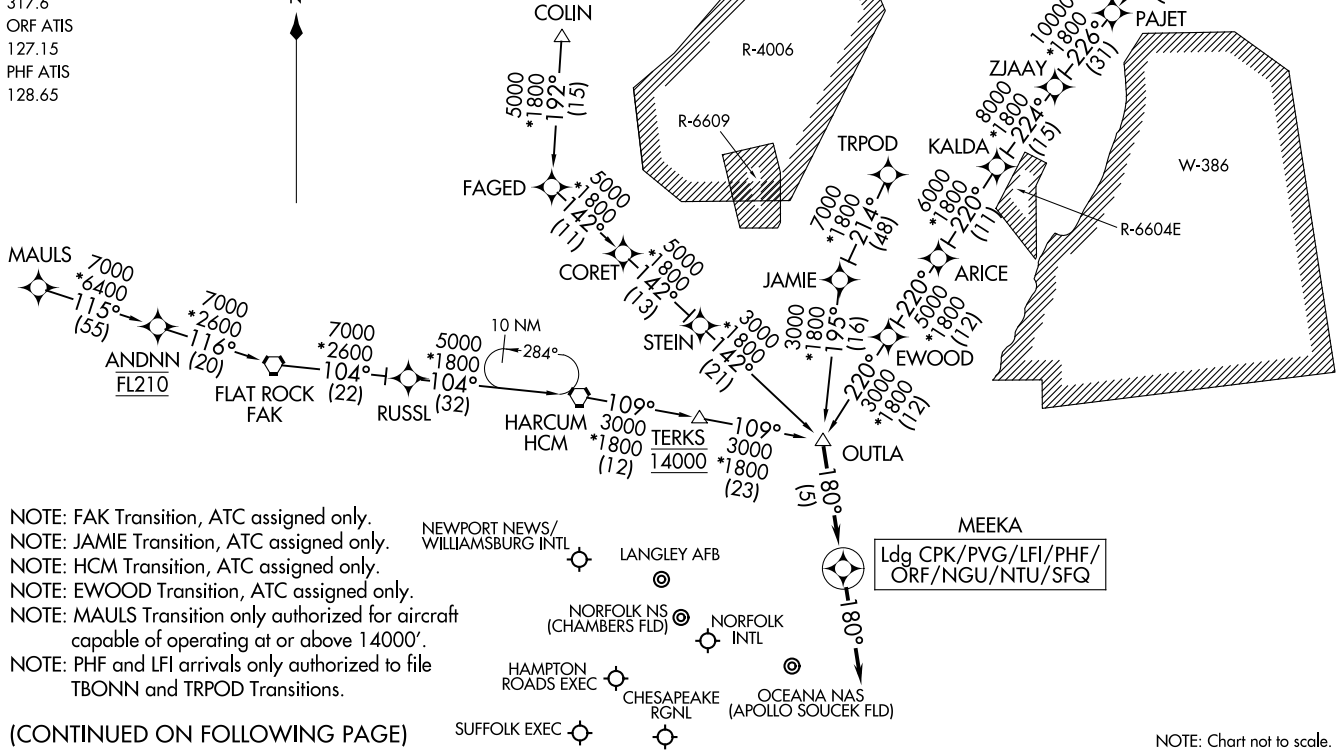 317.6
ORF ATIS
127.15
PHF ATIS
128.65
COLIN
5000
*1800
192°
(15)
R-4006
R-6609
10000
*1800
226°
(31)
PAJET
ZJAAY
8000
*1800
224°
(15)
TRPOD
KALDA
W-386
FAGED
5000
*1800
142°
(11)
7000
*1800
214°
(48)
6000
*1800
220°
(11)
R-6604E
MAULS
7000
*6400
115°
(55)
CORET
5000
*1800
142°
(13)
JAMIE
ARICE
ANDNN
FL210
7000
*2600
116°
(20)
7000
*2600
104°
(22)
5000
*1800
104°
(32)
10 NM
284°
STEIN
3000
*1800
142°
(21)
3000
*1800
195°
(16)
220°
5000
*1800
(12)
EWOOD
FLAT ROCK
FAK
RUSSL
HARCUM
HCM
109°
3000
*1800
(12)
TERKS
14000
109°
3000
*1800
(23)
220°
3000
*1800
(12)
OUTLA
180°
(5)
NOTE: FAK Transition, ATC assigned only.
NOTE: JAMIE Transition, ATC assigned only.
NOTE: HCM Transition, ATC assigned only.
NOTE: EWOOD Transition, ATC assigned only.
NOTE: MAULS Transition only authorized for aircraft
capable of operating at or above 14000'.
NOTE: PHF and LFI arrivals only authorized to file
TBONN and TRPOD Transitions.
(CONTINUED ON FOLLOWING PAGE)
NEWPORT NEWS/
WILLIAMSBURG INTL
LANGLEY AFB
MEEKA
Ldg CPK/PVG/LFI/PHF/
ORF/NGU/NTU/SFQ
180°
NORFOLK NS
(CHAMBERS FLD)
NORFOLK
INTL
HAMPTON
ROADS EXEC
CHESAPEAKE
RGNL
OCEANA NAS
(APOLLO SOUCEK FLD)
SUFFOLK EXEC
NOTE: Chart not to scale.